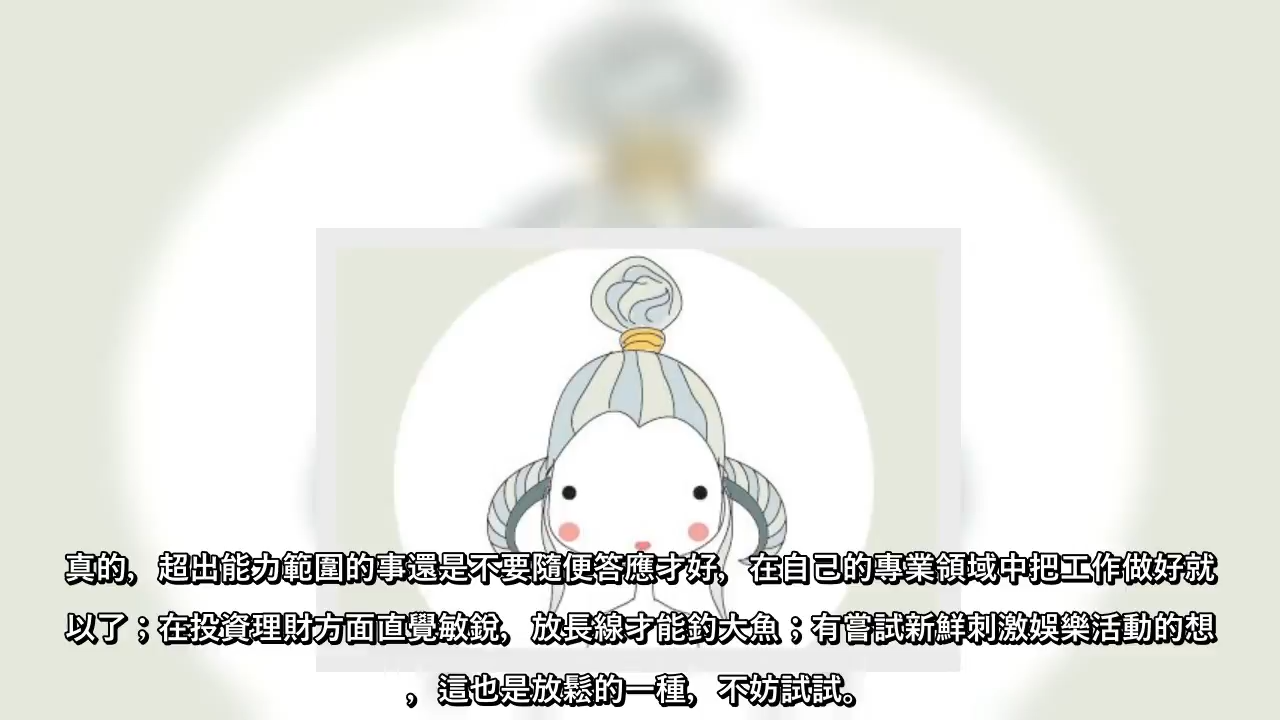 真的，超出能力範圍的事還是不要隨便答應才好，在自己的專業領域中把工作做好就
以了；在投資理財方面直覺敏銳，放長線才能釣大魚；有嘗試新鮮刺激娛樂活動的想
，這也是放鬆的一種，不妨試試。